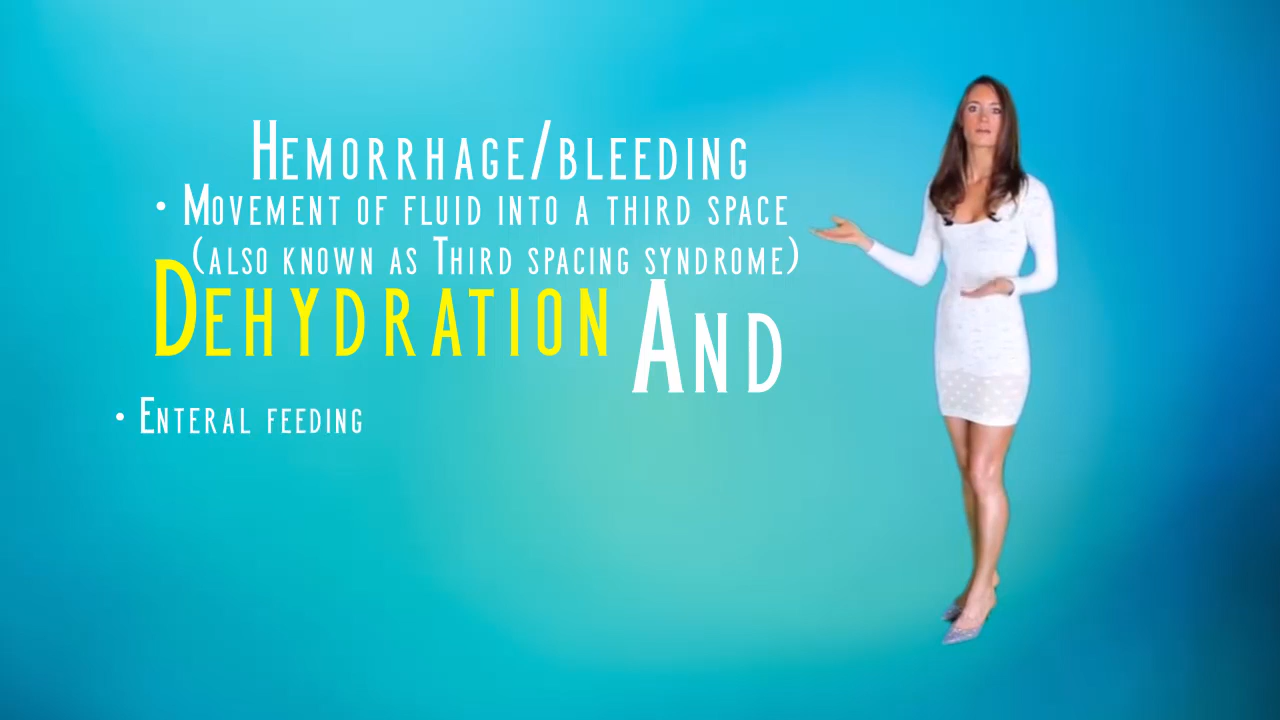 Hemorrhage/bleeding
• Movement of fluid into a third space
(also known as Third spacing syndrome)
Dehydration And
• Enteral feeding